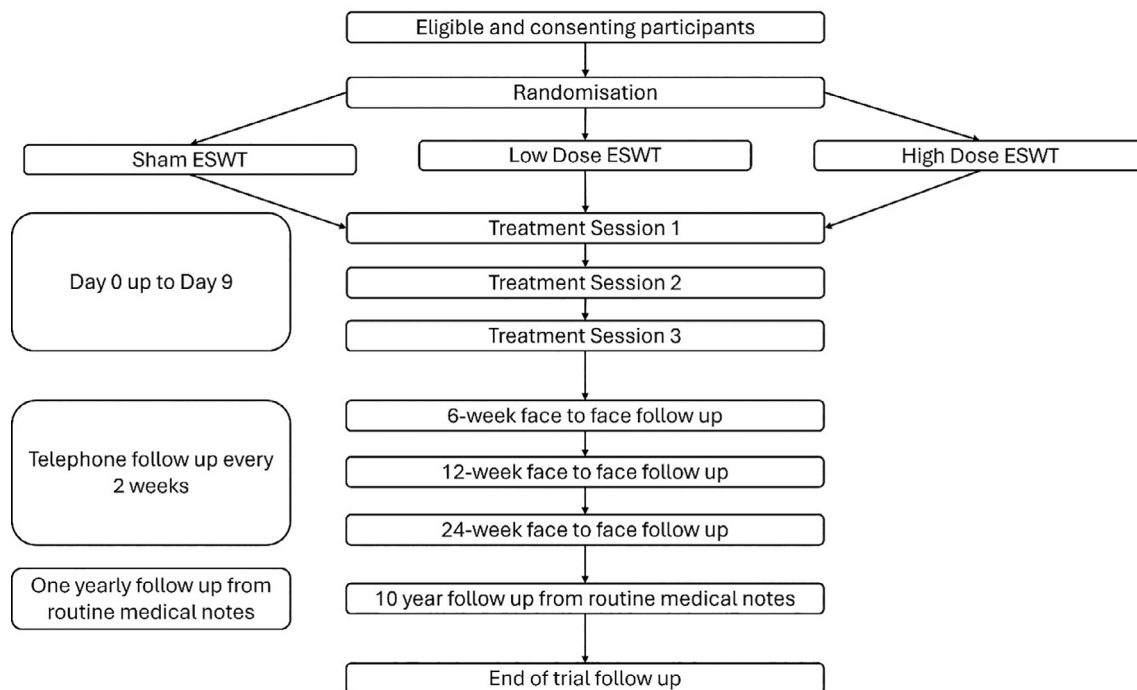 Eligible and consenting participants
Randomisation
Sham ESWT
Low Dose ESWT
High Dose ESWT
Day 0 up to Day 9
Treatment Session 1
Treatment Session 2
Treatment Session 3
Telephone follow up every
2 weeks
6-week face to face follow up
12-week face to face follow up
24-week face to face follow up
One yearly follow up from
routine medical notes
10 year follow up from routine medical notes
End of trial follow up